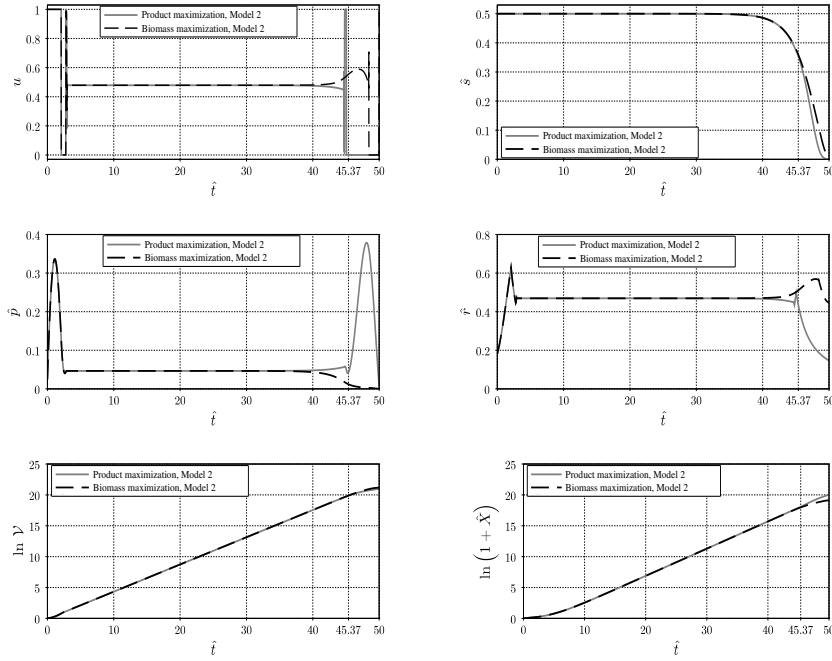 Product maximization, Model 2
Biomass maximization, Model 2
1
0.8
0.6
0.4
0.2
0
u
0 10 20 30 40 45.37 50
t̂
0.5
0.4
0.3
0.2
0.1
0
ŝ
Product maximization, Model 2
Biomass maximization, Model 2
0 10 20 30 40 45.37 50
t̂
0.4
0.3
0.2
0.1
0
p̂
Product maximization, Model 2
Biomass maximization, Model 2
0 10 20 30 40 45.37 50
t̂
0.8
0.6
0.4
0.2
0
r̂
Product maximization, Model 2
Biomass maximization, Model 2
0 10 20 30 40 45.37 50
t̂
25
20
15
10
5
0
ln 𝒱
Product maximization, Model 2
Biomass maximization, Model 2
0 10 20 30 40 45.37 50
t̂
25
20
15
10
5
0
ln (1 + X̂)
Product maximization, Model 2
Biomass maximization, Model 2
0 10 20 30 40 45.37 50
t̂